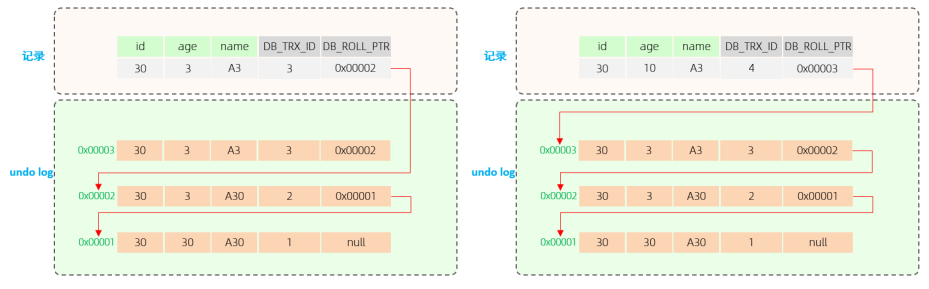 id age name DB_TRX_ID DB_ROLL_PTR
记录
30 3 A3 3 0x00002
0x00003 30 3 A3 3 0x00002
undo log
0x00002 30 3 A30 2 0x00001
0x00001 30 30 A30 1 null
id age name DB_TRX_ID DB_ROLL_PTR
记录
30 10 A3 4 0x00003
0x00003 30 3 A3 3 0x00002
undo log
0x00002 30 3 A30 2 0x00001
0x00001 30 30 A30 1 null